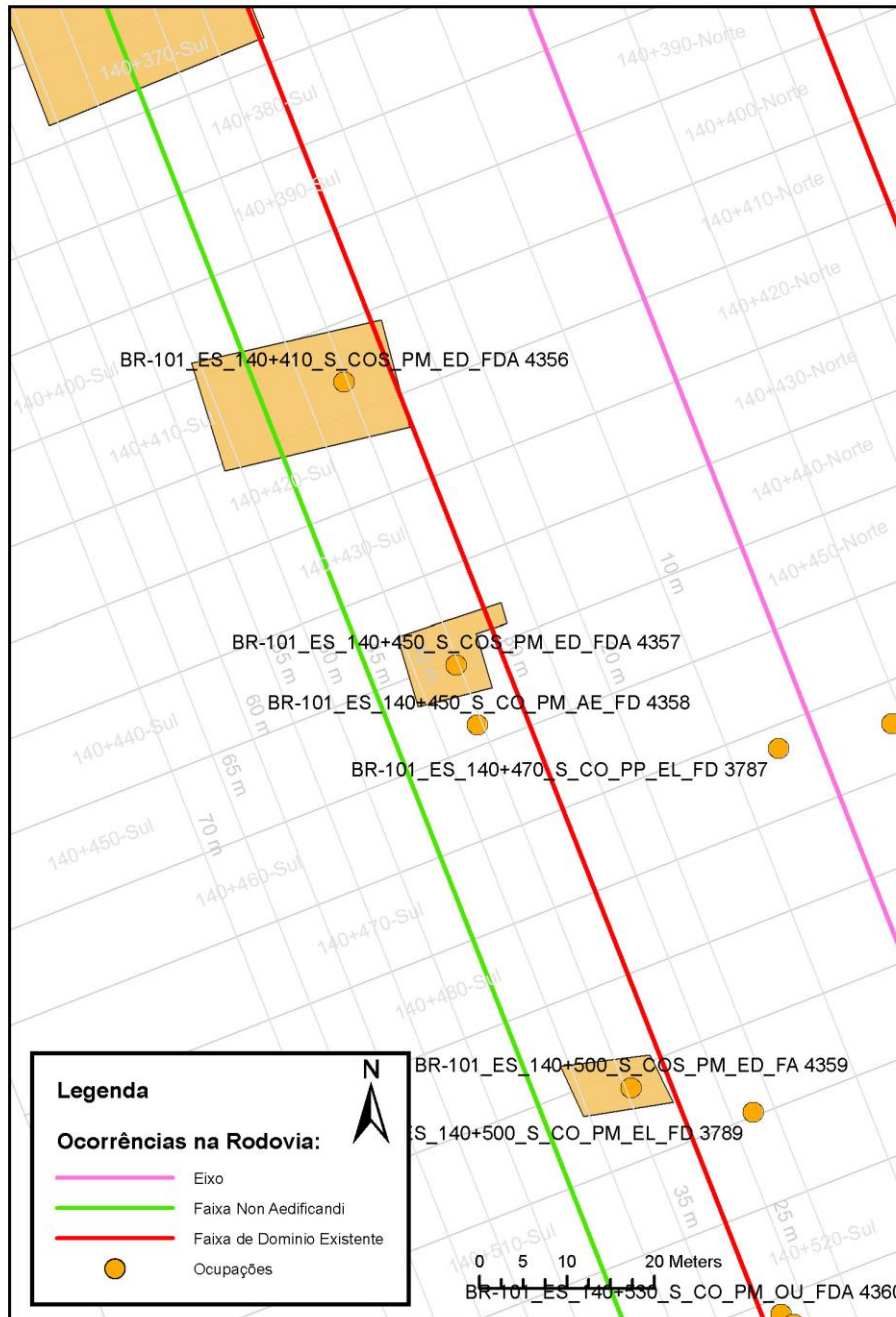 140+370-Sul
140+390-Norte
140+380-Sul
140+400-Norte
140+390-Sul
140+410-Norte
140+420-Norte
BR-101_ES_140+410_S_COS_PM_ED_FDA 4356
140+400-Sul
140+430-Norte
140+410-Sul
140+440-Norte
140+420-Sul
140+430-Sul
140+450-Norte
10 m
BR-101_ES_140+450_S_COS_PM_ED_FDA 4357
BR-101_ES_140+450_S_CO_PM_AE_FD 4358
60 m
140+440-Sul
BR-101_ES_140+470_S_CO_PP_EL_FD 3787
65 m
70 m
140+450-Sul
140+460-Sul
140+470-Sul
140+480-Sul
BR-101_ES_140+500_S_COS_PM_ED_FA 4359
ES_140+500_S_CO_PM_EL_FD 3789
35 m
25 m
140+510-Sul
140+520-Sul
N
Legenda
Ocorrências na Rodovia:
Eixo
Faixa Non Aedificandi
Faixa de Dominio Existente
Ocupações
0 5 10 20 Meters
BR-101_ES_140+530_S_CO_PM_OU_FDA 4360